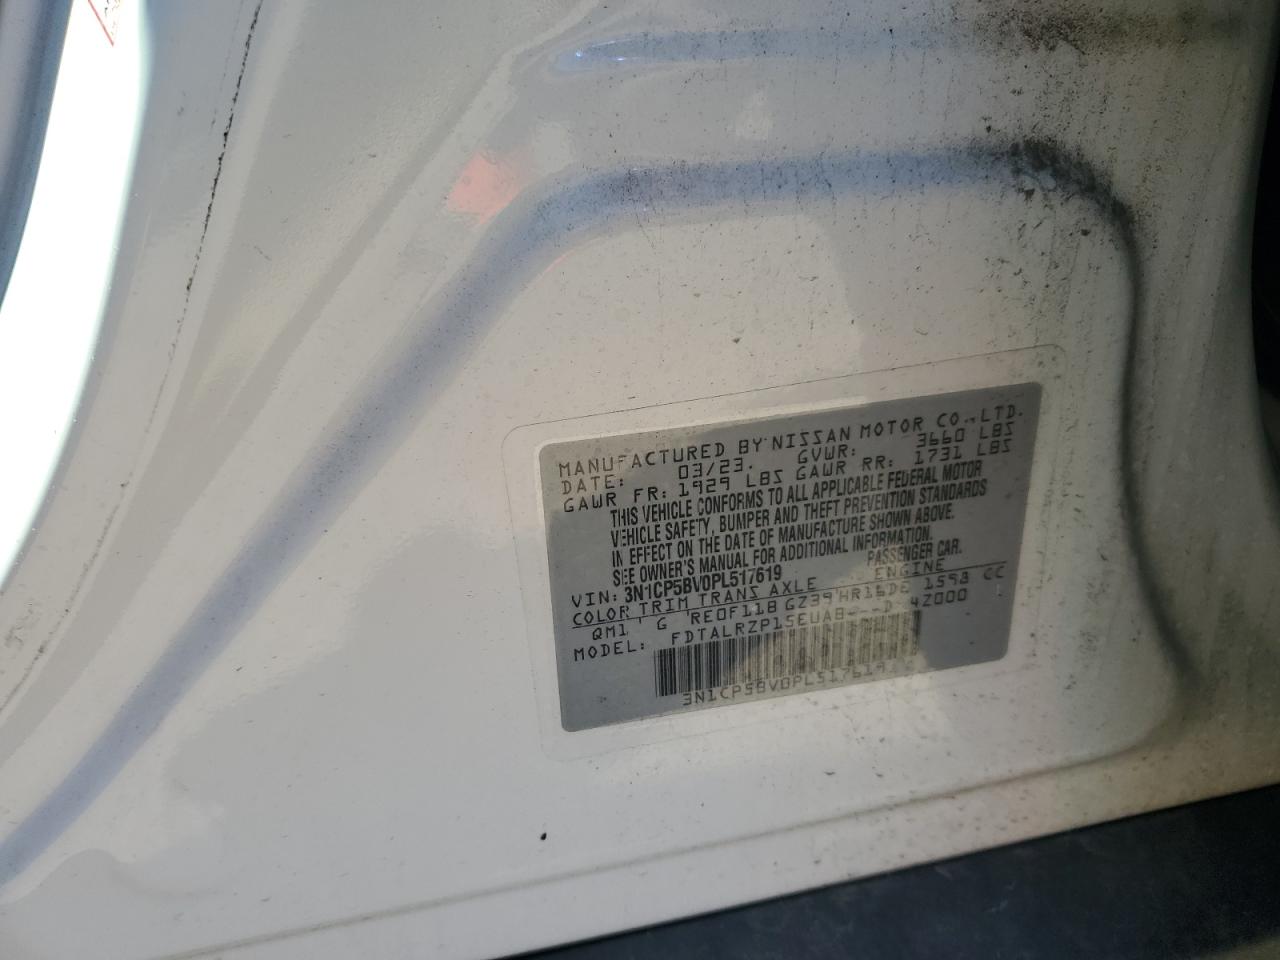 MANUFACTURED BY NISSAN MOTOR CO.,LTD.
DATE: 03/23. GVWR: 3660 LBS
GAWR FR: 1929 LBS GAWR RR: 1731 LBS
THIS VEHICLE CONFORMS TO ALL APPLICABLE FEDERAL MOTOR
VEHICLE SAFETY, BUMPER AND THEFT PREVENTION STANDARDS
IN EFFECT ON THE DATE OF MANUFACTURE SHOWN ABOVE.
SEE OWNER'S MANUAL FOR ADDITIONAL INFORMATION.
VIN: 3N1CP5BV0PL517619 PASSENGER CAR.
COLOR TRIM TRANS AXLE ENGINE
QM1 G RE0F11B GZ39 HR16DE 1598 CC
MODEL: FDTALRZP15EUAB---D 4Z000
3N1CP5BV0PL517619